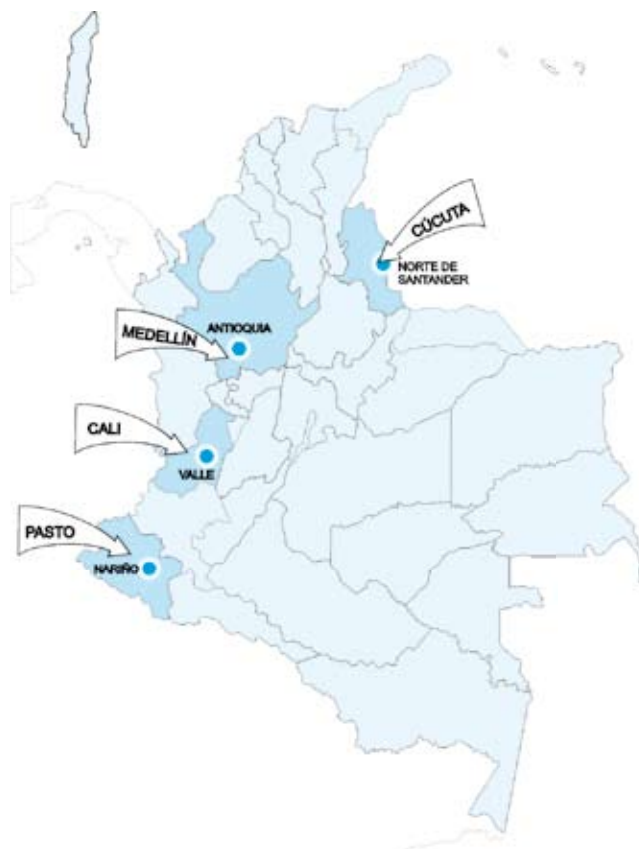 CÚCUTA
NORTE DE
SANTANDER
ANTIOQUIA
MEDELLÍN
CALI
VALLE
PASTO
NARIÑO